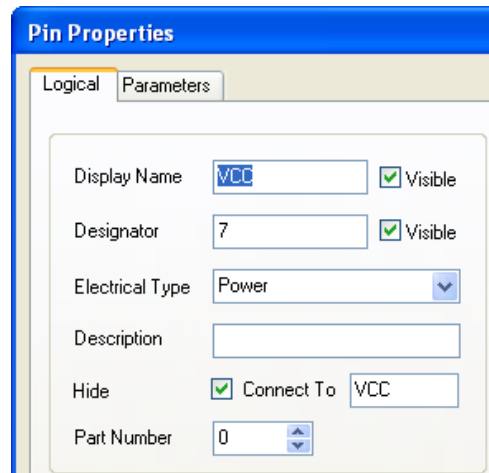 Pin Properties
Logical Parameters
Display Name VCC Visible
Designator 7 Visible
Electrical Type Power
Description
Hide Connect To VCC
Part Number 0